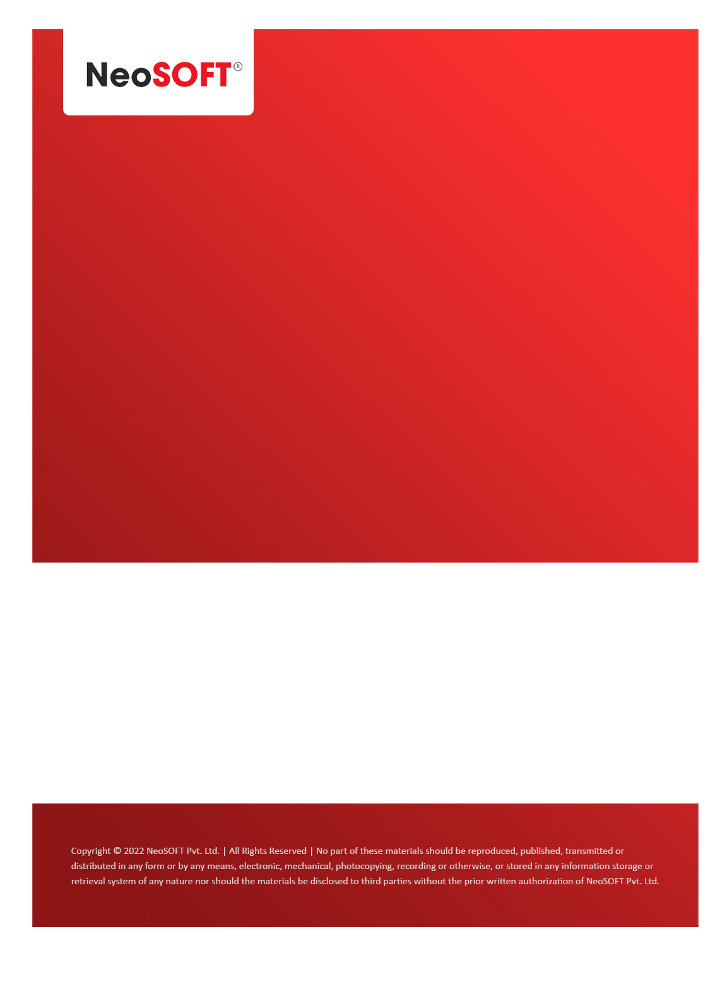 NeoSOFT®
Copyright © 2022 NeoSOFT Pvt. Ltd. | All Rights Reserved | No part of these materials should be reproduced, published, transmitted or
distributed in any form or by any means, electronic, mechanical, photocopying, recording or otherwise, or stored in any information storage or
retrieval system of any nature nor should the materials be disclosed to third parties without the prior written authorization of NeoSOFT Pvt. Ltd.